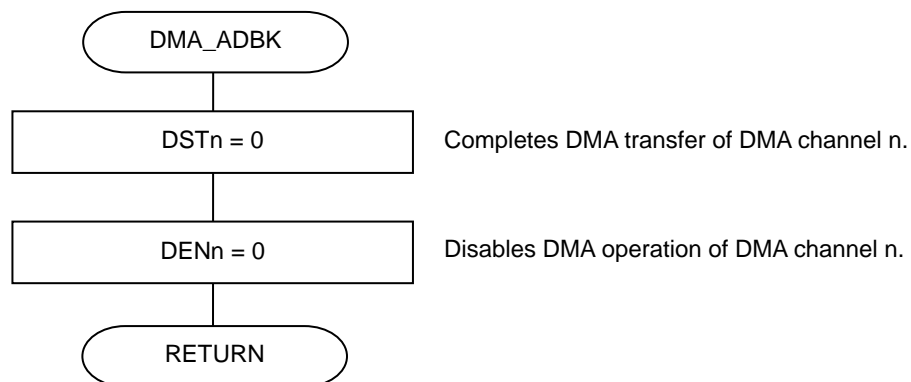 DMA_ADBK
DSTn = 0
Completes DMA transfer of DMA channel n.
DENn = 0
Disables DMA operation of DMA channel n.
RETURN